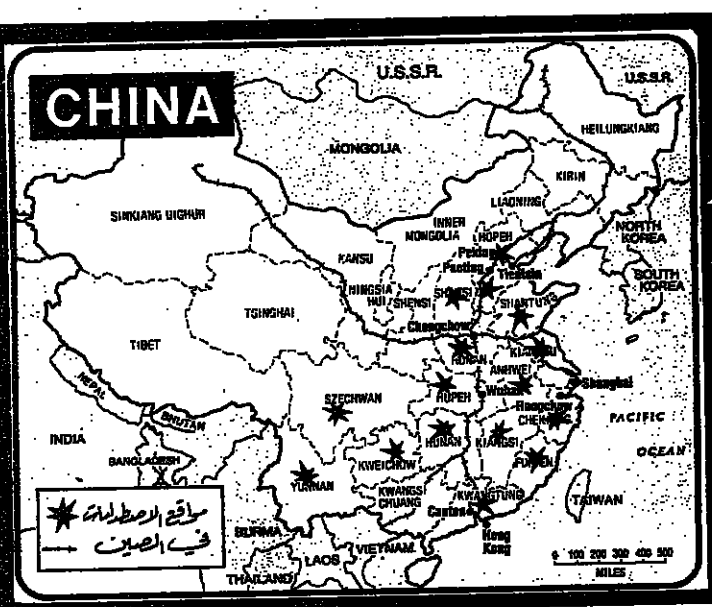 CHINA
U.S.S.R.
U.S.S.R.
HEILUNGKIANG
MONGOLIA
KIRIN
LIAONING
SINKIANG UIGHUR
INNER
MONGOLIA
HOPEH
NORTH
KOREA
Peking
KANSU
Paoting
Tientsin
SOUTH
KOREA
NINGSIA
HUI
SHENSI
SHANSI
SHANTUNG
TSINGHAI
Chengchow
TIBET
HONAN
KIANGSU
ANHWEI
NEPAL
SZECHWAN
HUPEH
Wuhan
Shanghai
Hangchow
CHEKIANG
BHUTAN
PACIFIC
OCEAN
INDIA
HUNAN
KIANGSI
BANGLADESH
KWEICHOW
FUKIEN
YUNNAN
KWANGSI
CHUANG
KWANGTUNG
TAIWAN
Canton
مواقع الاصطدامات
في الصين
BURMA
Hong
Kong
VIETNAM
LAOS
THAILAND
0 100 200 300 400 500
MILES